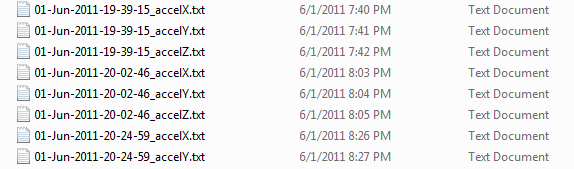 01-Jun-2011-19-39-15_accelX.txt 6/1/2011 7:40 PM Text Document
01-Jun-2011-19-39-15_accelY.txt 6/1/2011 7:41 PM Text Document
01-Jun-2011-19-39-15_accelZ.txt 6/1/2011 7:42 PM Text Document
01-Jun-2011-20-02-46_accelX.txt 6/1/2011 8:03 PM Text Document
01-Jun-2011-20-02-46_accelY.txt 6/1/2011 8:04 PM Text Document
01-Jun-2011-20-02-46_accelZ.txt 6/1/2011 8:05 PM Text Document
01-Jun-2011-20-24-59_accelX.txt 6/1/2011 8:26 PM Text Document
01-Jun-2011-20-24-59_accelY.txt 6/1/2011 8:27 PM Text Document